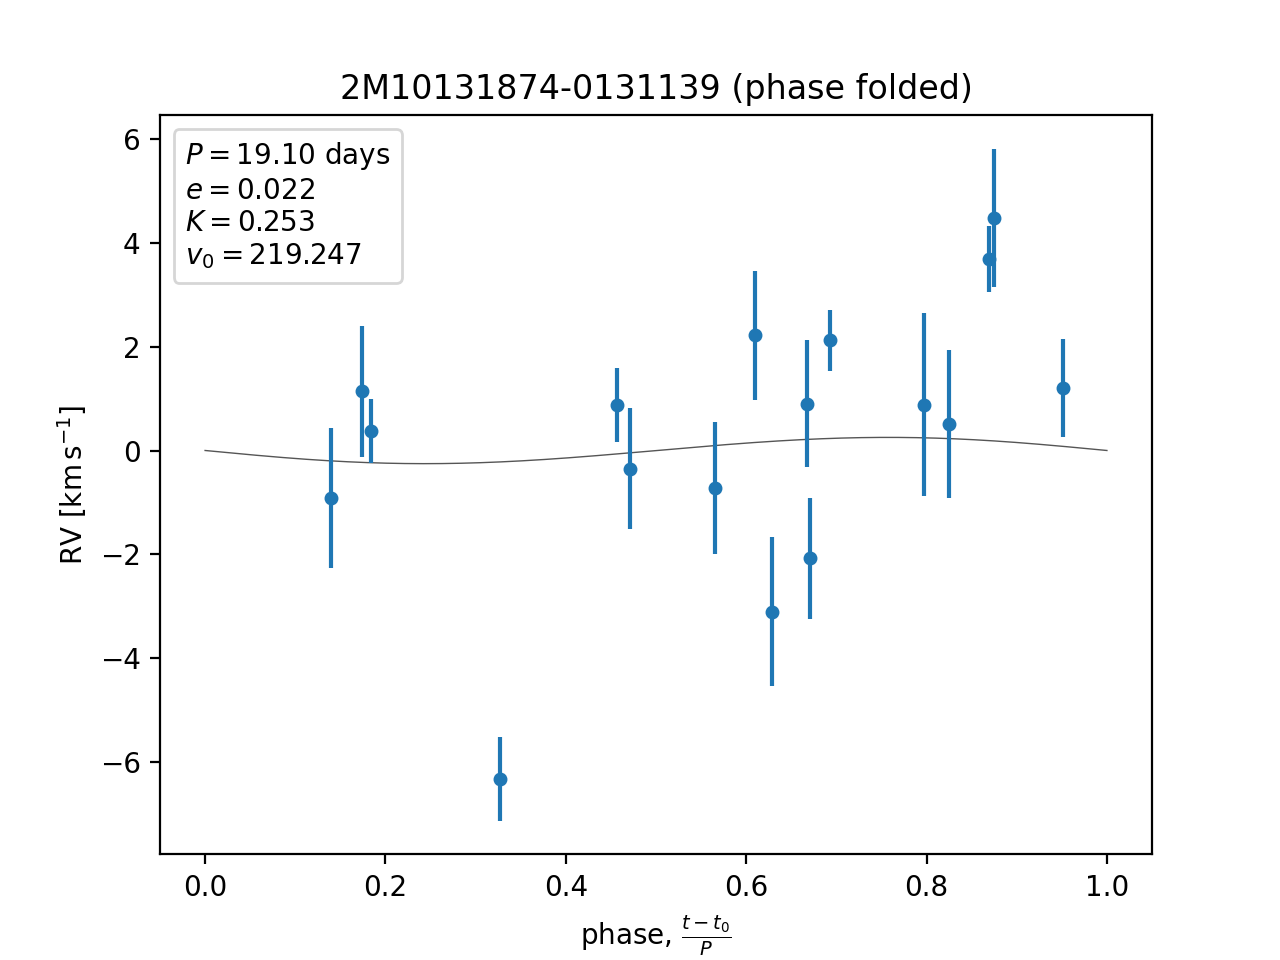 2M10131874-0131139 (phase folded)
P = 19.10 days
e = 0.022
K = 0.253
v₀ = 219.247
6
4
2
0
−2
−4
−6
RV [km s⁻¹]
0.0 0.2 0.4 0.6 0.8 1.0
phase, (t − t₀)/P